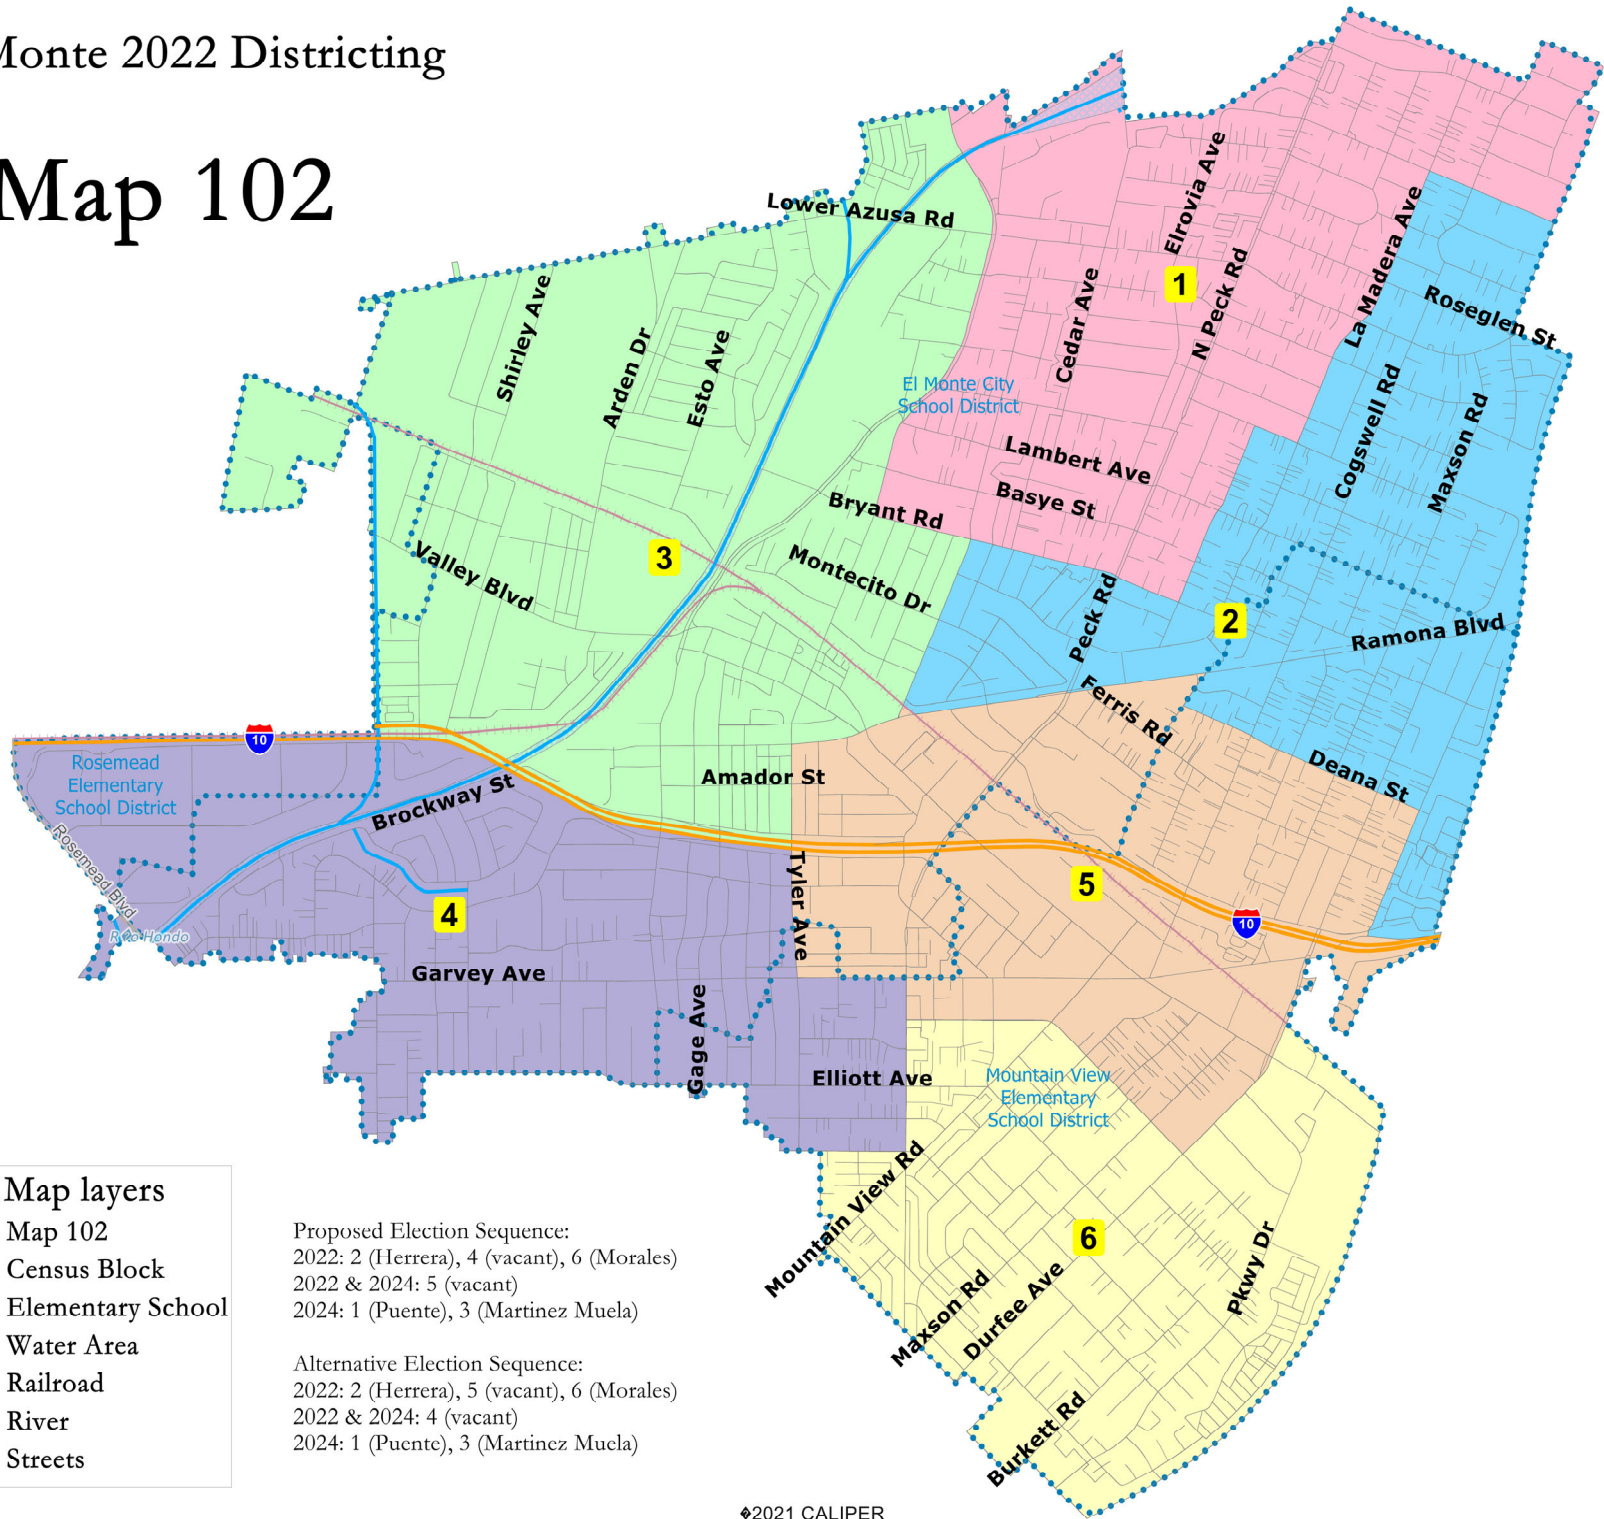 Monte 2022 Districting
Map 102
Lower Azusa Rd
Elrovia Ave
1
N Peck Rd
La Madera Ave
Cedar Ave
Roseglen St
Shirley Ave
Arden Dr
Esto Ave
El Monte City
School District
Cogswell Rd
Maxson Rd
Lambert Ave
Basye St
Bryant Rd
3
Montecito Dr
Valley Blvd
Peck Rd
2
Ramona Blvd
Ferris Rd
10
Rosemead
Elementary
School District
Amador St
Deana St
Brockway St
Rosemead Blvd
Tyler Ave
5
10
4
Rio Hondo
Garvey Ave
Gage Ave
Elliott Ave
Mountain View
Elementary
School District
Mountain View Rd
6
Maxson Rd
Durfee Ave
Pkwy Dr
Burkett Rd
Map layers
Map 102
Census Block
Elementary School
Water Area
Railroad
River
Streets
Proposed Election Sequence:
2022: 2 (Herrera), 4 (vacant), 6 (Morales)
2022 & 2024: 5 (vacant)
2024: 1 (Puente), 3 (Martinez Muela)
Alternative Election Sequence:
2022: 2 (Herrera), 5 (vacant), 6 (Morales)
2022 & 2024: 4 (vacant)
2024: 1 (Puente), 3 (Martinez Muela)
�2021 CALIPER